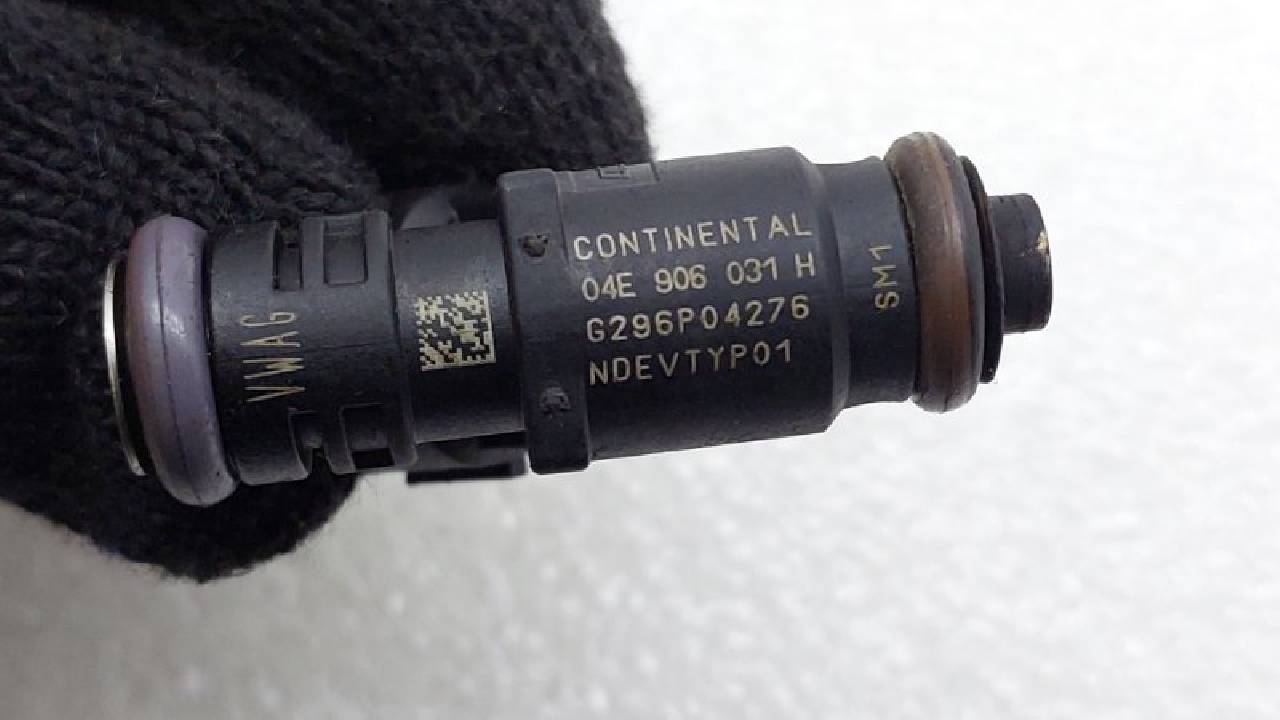 VWAG
CONTINENTAL
04E 906 031 H
G296P04276
NDEVTYP01
SM1